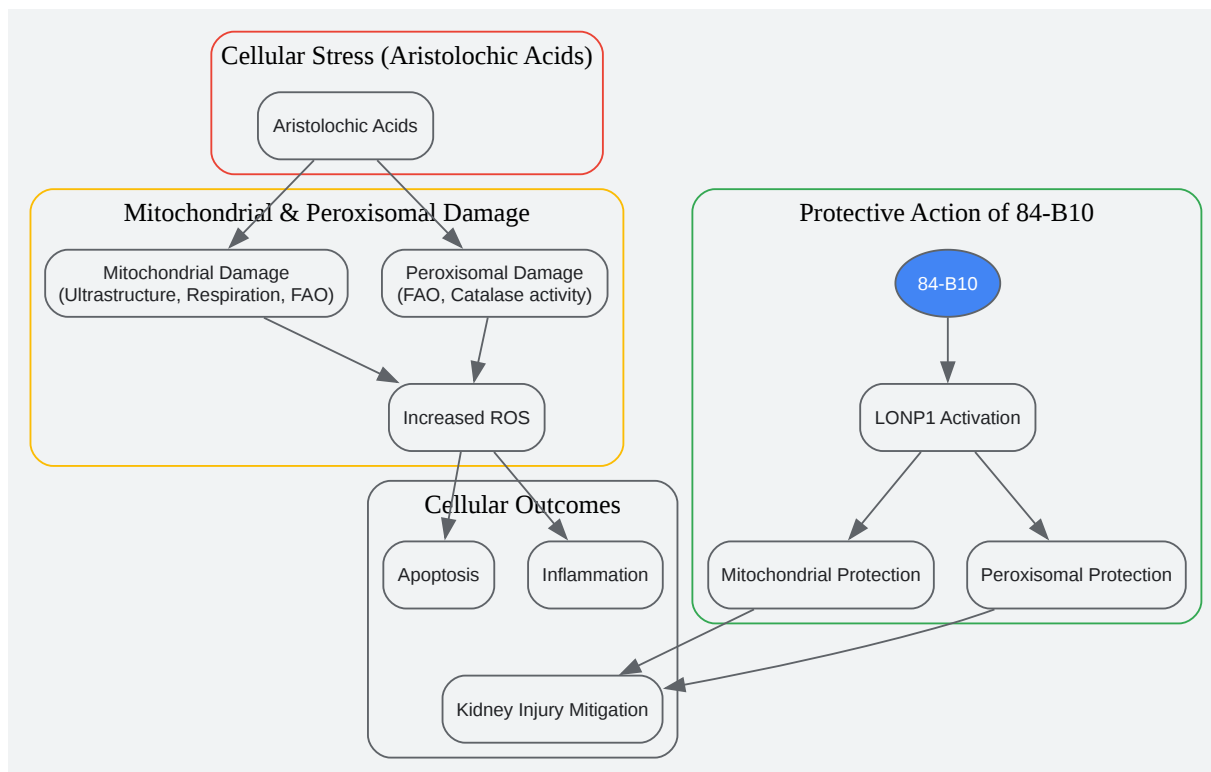 Cellular Stress (Aristolochic Acids)
Aristolochic Acids
Mitochondrial & Peroxisomal Damage
Mitochondrial Damage
(Ultrastructure, Respiration, FAO)
Peroxisomal Damage
(FAO, Catalase activity)
Increased ROS
Cellular Outcomes
Apoptosis
Inflammation
Kidney Injury Mitigation
Protective Action of 84-B10
84-B10
LONP1 Activation
Mitochondrial Protection
Peroxisomal Protection